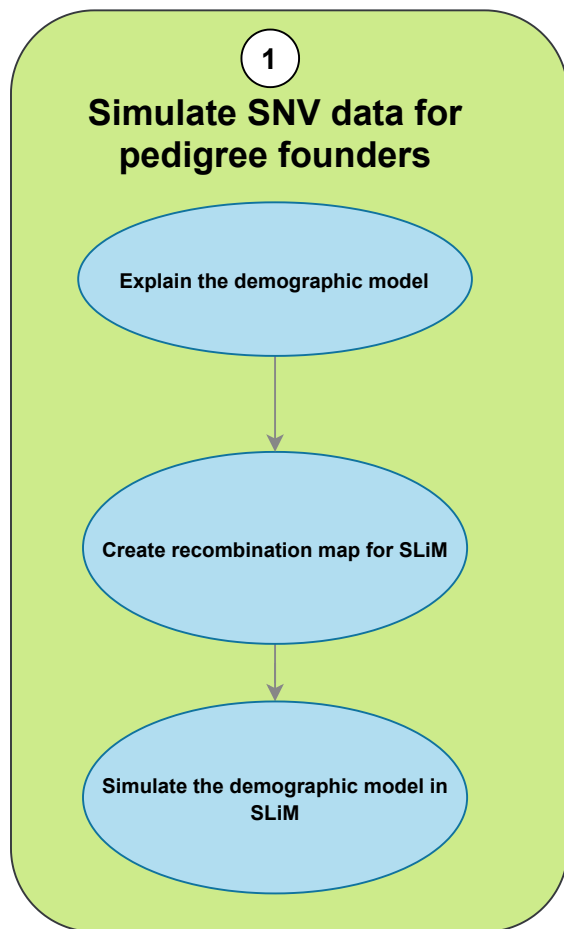 1
Simulate SNV data for
pedigree founders
Explain the demographic model
Create recombination map for SLiM
Simulate the demographic model in
SLiM